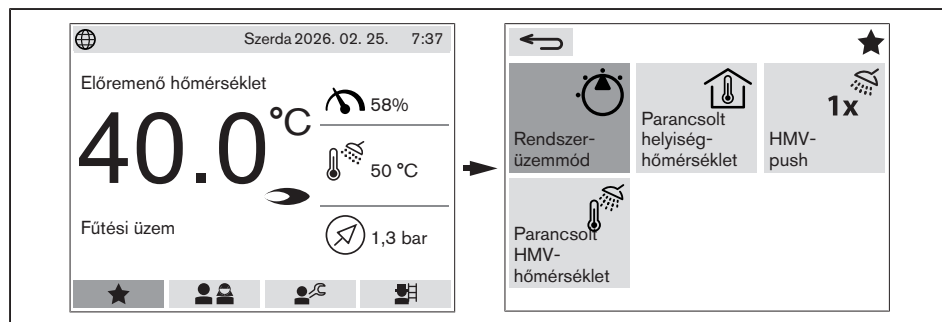 Szerda 2026. 02. 25. 7:37
Előremenő hőmérséklet
40.0 °C
58%
50 °C
Fűtési üzem
1,3 bar
Rendszer-
üzemmód
Parancsolt
helyiség-
hőmérséklet
1x
HMV-
push
Parancsolt
HMV-
hőmérséklet